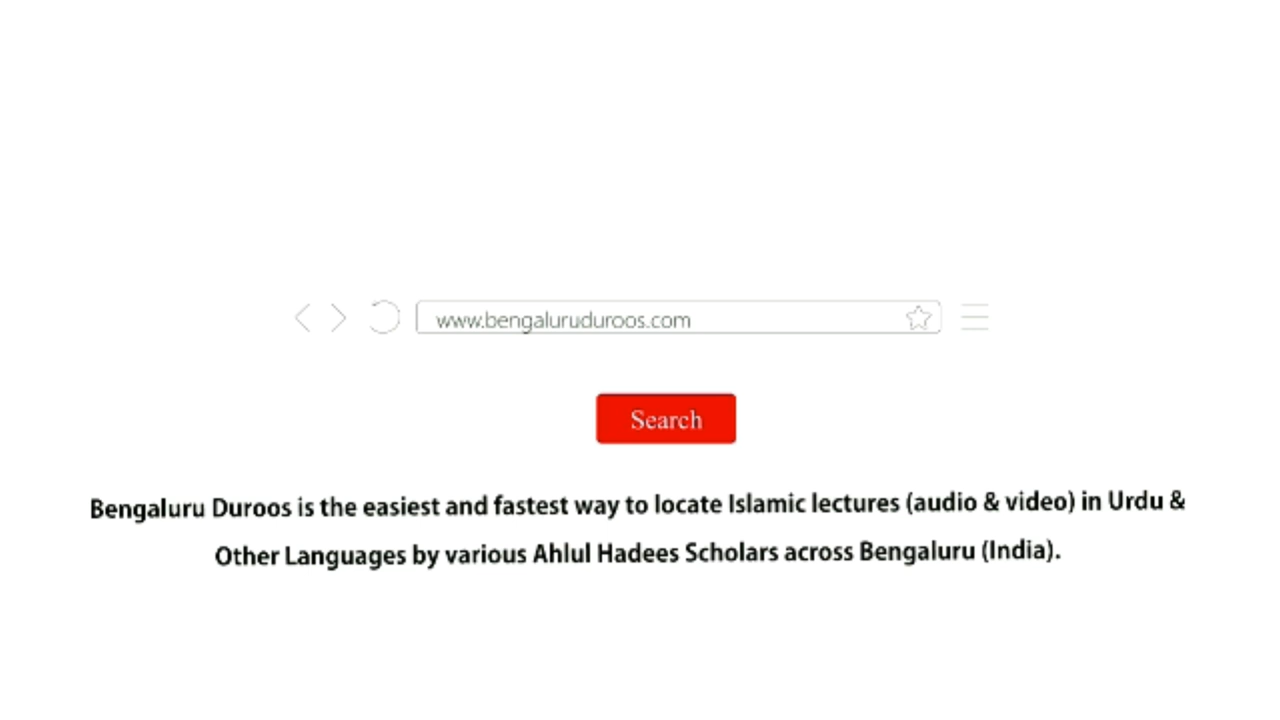 www.bengaluruduroos.com
Search
Bengaluru Duroos is the easiest and fastest way to locate Islamic lectures (audio & video) in Urdu &
Other Languages by various Ahlul Hadees Scholars across Bengaluru (India).